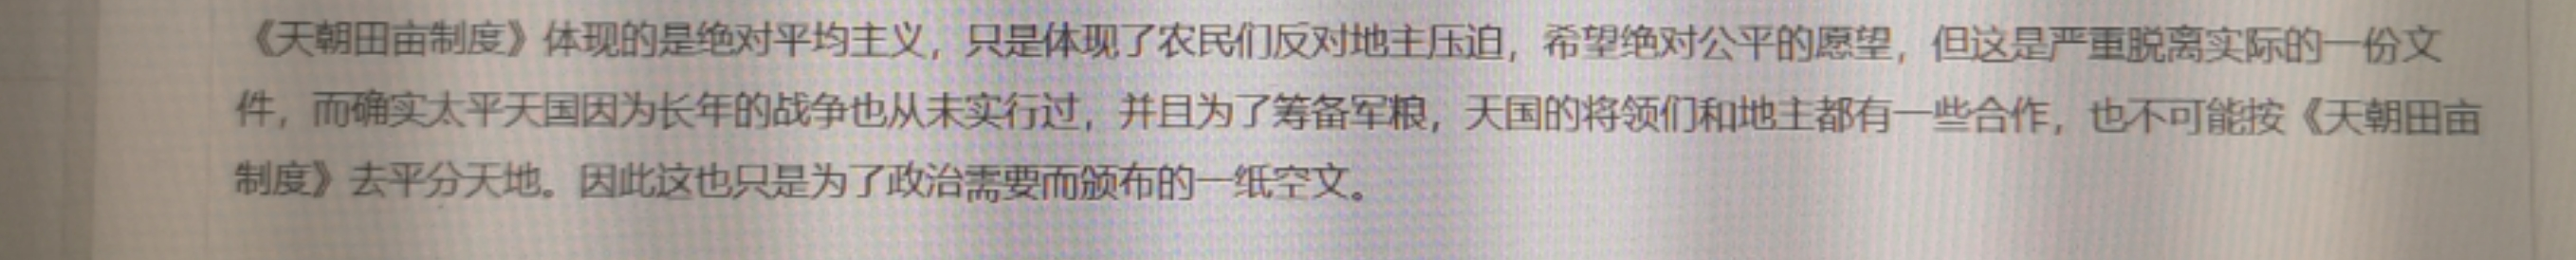 《天朝田亩制度》体现的是绝对平均主义，只是体现了农民们反对地主压迫，希望绝对公平的愿望，但这是严重脱离实际的一份文
件，而确实太平天国因为长年的战争也从未实行过，并且为了筹备军粮，天国的将领们和地主都有一些合作，也不可能按《天朝田亩
制度》去平分天地。因此这也只是为了政治需要而颁布的一纸空文。